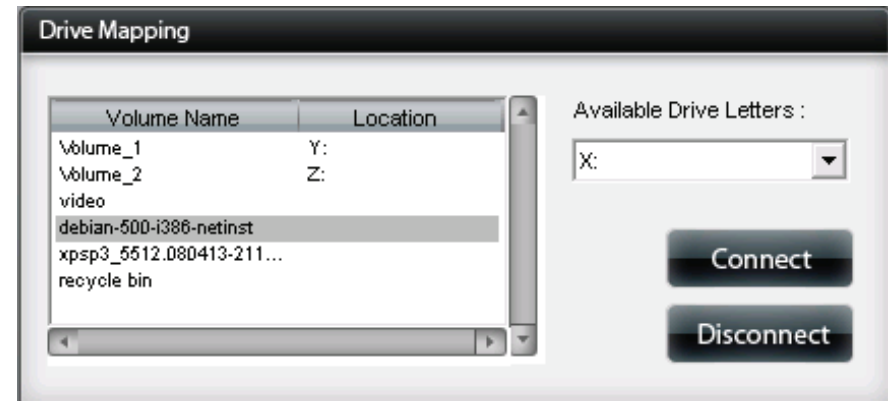 Drive Mapping
Volume Name Location
Volume_1 Y:
Volume_2 Z:
video
debian-500-i386-netinst
xpsp3_5512.080413-211...
recycle bin
Available Drive Letters :
X:
Connect
Disconnect